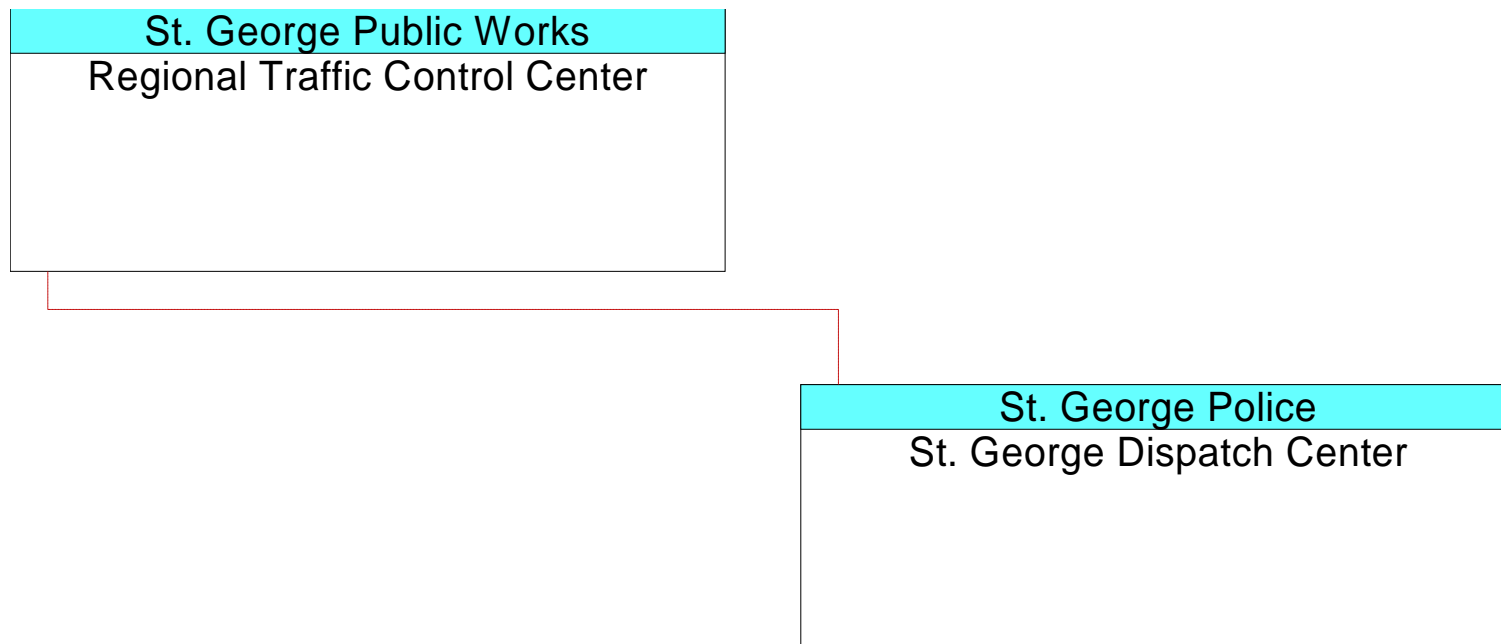 St. George Public Works
Regional Traffic Control Center
St. George Police
St. George Dispatch Center